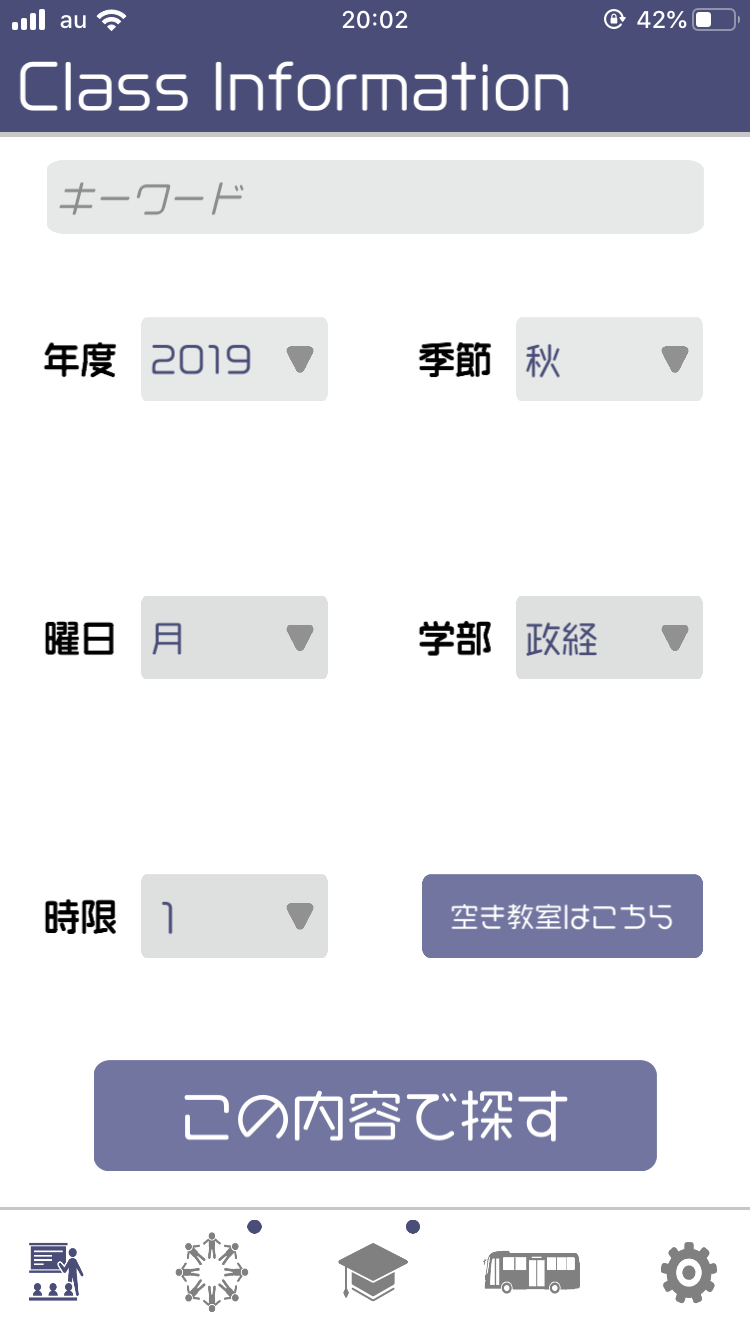 au 20:02 42%
Class Information
キーワード
年度 2019 季節 秋
曜日 月 学部 政経
時限 1 空き教室はこちら
この内容で探す